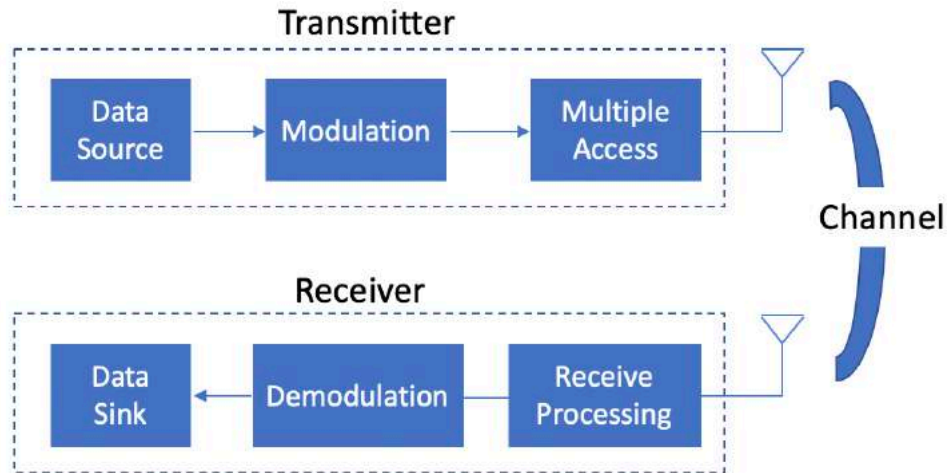 Transmitter
Data
Source
Modulation
Multiple
Access
Channel
Receiver
Data
Sink
Demodulation
Receive
Processing